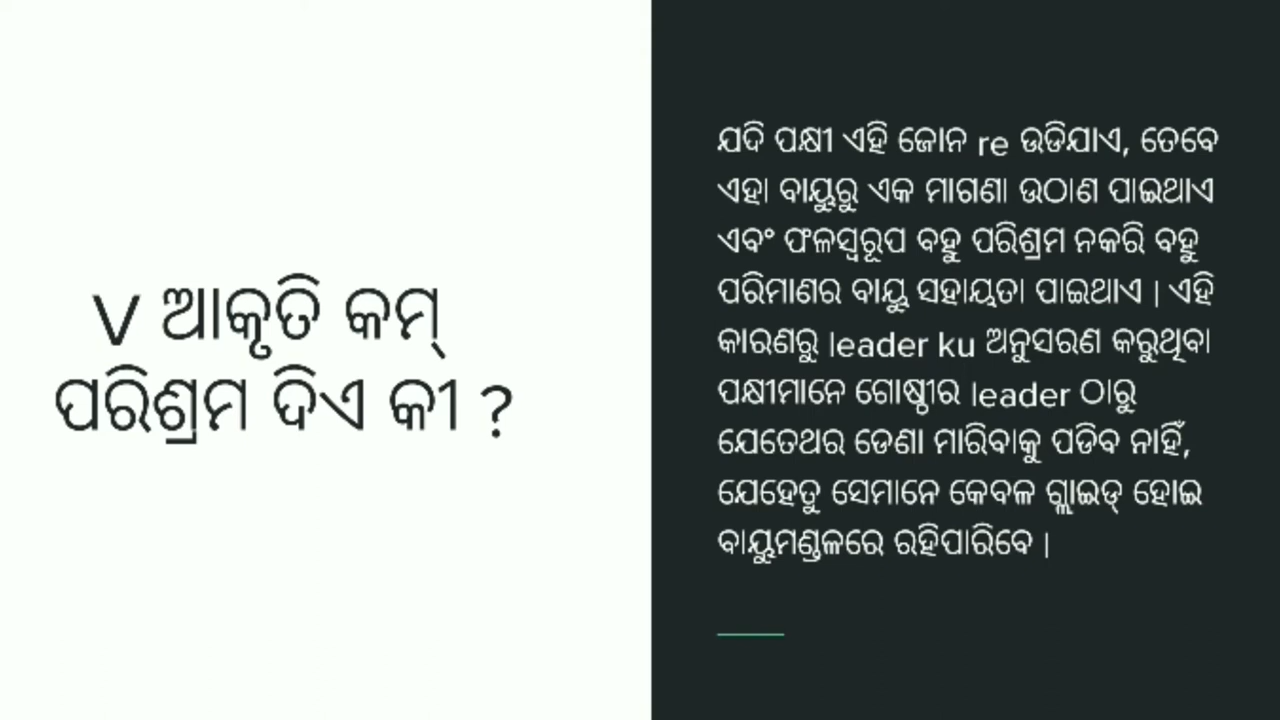 V ଆକୃତି କମ୍
ପରିଶ୍ରମ ଦିଏ କୀ ?
ଯଦି ପକ୍ଷୀ ଏହି ଜୋନ re ଉଡିଯାଏ, ତେବେ
ଏହା ବାୟୁରୁ ଏକ ମାଗଣା ଉଠାଣ ପାଇଥାଏ
ଏବଂ ଫଳସ୍ୱରୂପ ବହୁ ପରିଶ୍ରମ ନକରି ବହୁ
ପରିମାଣର ବାୟୁ ସହାୟତା ପାଇଥାଏ | ଏହି
କାରଣରୁ leader ku ଅନୁସରଣ କରୁଥିବା
ପକ୍ଷୀମାନେ ଗୋଷ୍ଠୀର leader ଠାରୁ
ଯେତେଥର ଡେଣା ମାରିବାକୁ ପଡିବ ନାହିଁ,
ଯେହେତୁ ସେମାନେ କେବଳ ଗ୍ଲାଇଡ୍ ହୋଇ
ବାୟୁମଣ୍ଡଳରେ ରହିପାରିବେ |